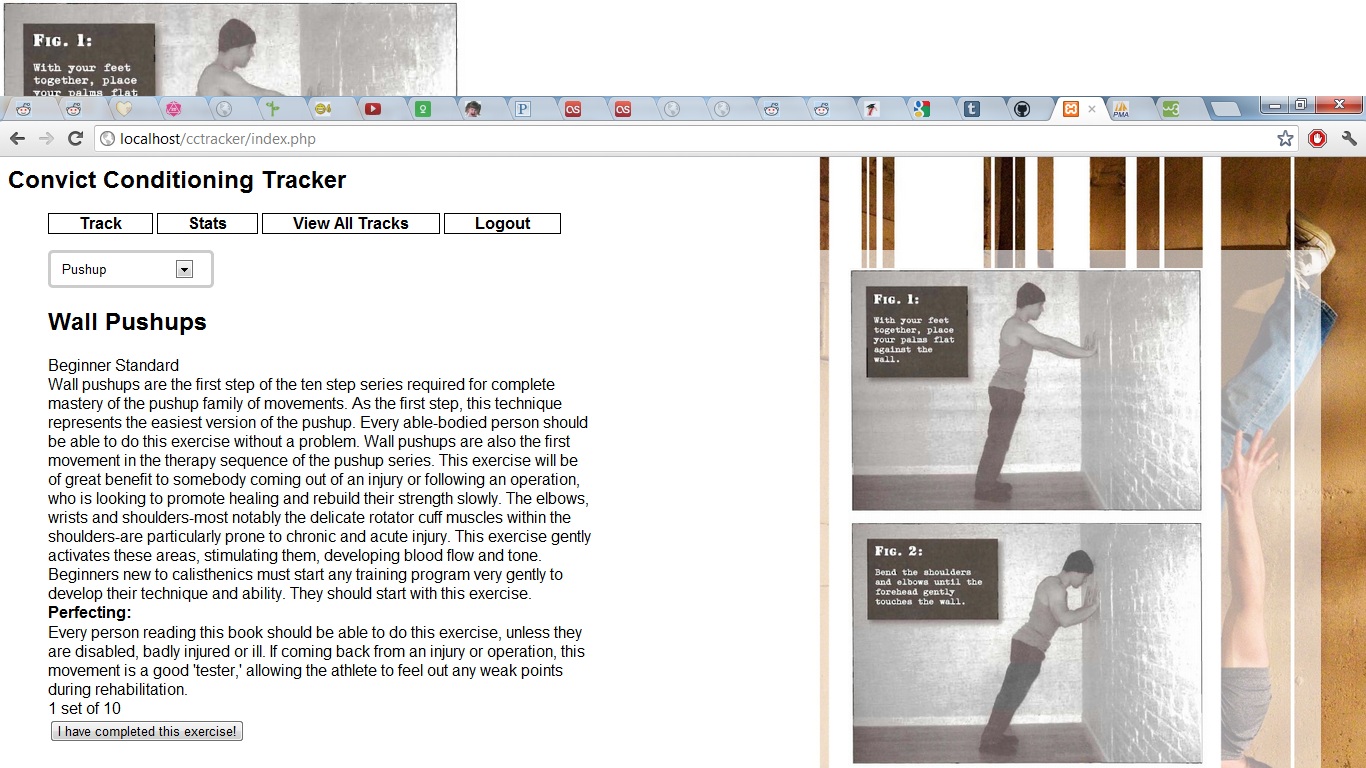 Fig. 1:
With your feet
together, place
your palms flat
localhost/cctracker/index.php
PMA
Convict Conditioning Tracker
Track Stats View All Tracks Logout
Pushup
Wall Pushups
Beginner Standard
Wall pushups are the first step of the ten step series required for complete
mastery of the pushup family of movements. As the first step, this technique
represents the easiest version of the pushup. Every able-bodied person should
be able to do this exercise without a problem. Wall pushups are also the first
movement in the therapy sequence of the pushup series. This exercise will be
of great benefit to somebody coming out of an injury or following an operation,
who is looking to promote healing and rebuild their strength slowly. The elbows,
wrists and shoulders-most notably the delicate rotator cuff muscles within the
shoulders-are particularly prone to chronic and acute injury. This exercise gently
activates these areas, stimulating them, developing blood flow and tone.
Beginners new to calisthenics must start any training program very gently to
develop their technique and ability. They should start with this exercise.
Perfecting:
Every person reading this book should be able to do this exercise, unless they
are disabled, badly injured or ill. If coming back from an injury or operation, this
movement is a good 'tester,' allowing the athlete to feel out any weak points
during rehabilitation.
1 set of 10
I have completed this exercise!
Fig. 1:
With your feet
together, place
your palms flat
against the
wall.
Fig. 2:
Bend the shoulders
and elbows until the
forehead gently
touches the wall.